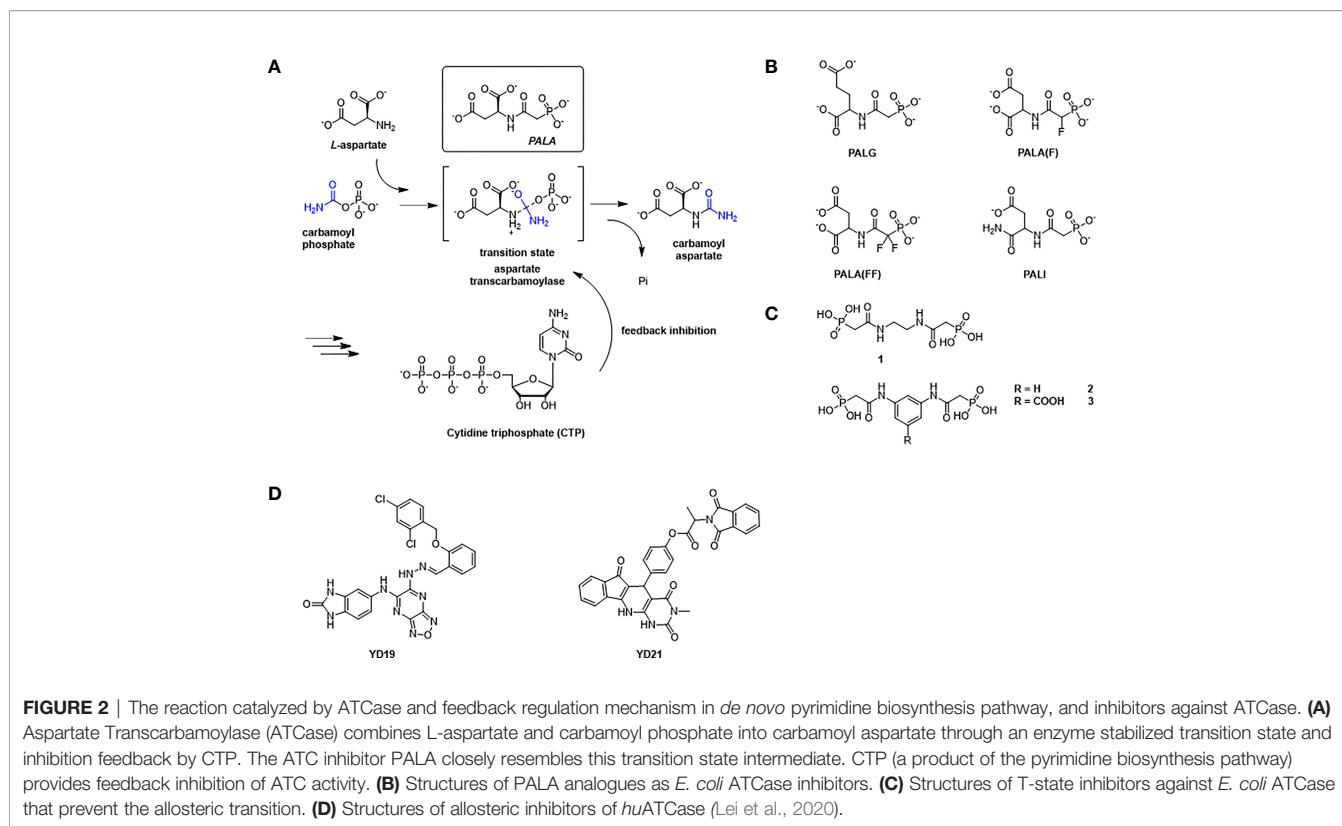 A
L-aspartate
PALA
H₂N
carbamoyl
phosphate
transition state
aspartate
transcarbamoylase
carbamoyl
aspartate
Pi
feedback inhibition
Cytidine triphosphate (CTP)
B
PALG
PALA(F)
PALA(FF)
PALI
C
1
R = H 2
R = COOH 3
D
YD19
YD21
FIGURE 2 | The reaction catalyzed by ATCase and feedback regulation mechanism in de novo pyrimidine biosynthesis pathway, and inhibitors against ATCase. (A)
Aspartate Transcarbamoylase (ATCase) combines L-aspartate and carbamoyl phosphate into carbamoyl aspartate through an enzyme stabilized transition state and
inhibition feedback by CTP. The ATC inhibitor PALA closely resembles this transition state intermediate. CTP (a product of the pyrimidine biosynthesis pathway)
provides feedback inhibition of ATC activity. (B) Structures of PALA analogues as E. coli ATCase inhibitors. (C) Structures of T-state inhibitors against E. coli ATCase
that prevent the allosteric transition. (D) Structures of allosteric inhibitors of huATCase (Lei et al., 2020).